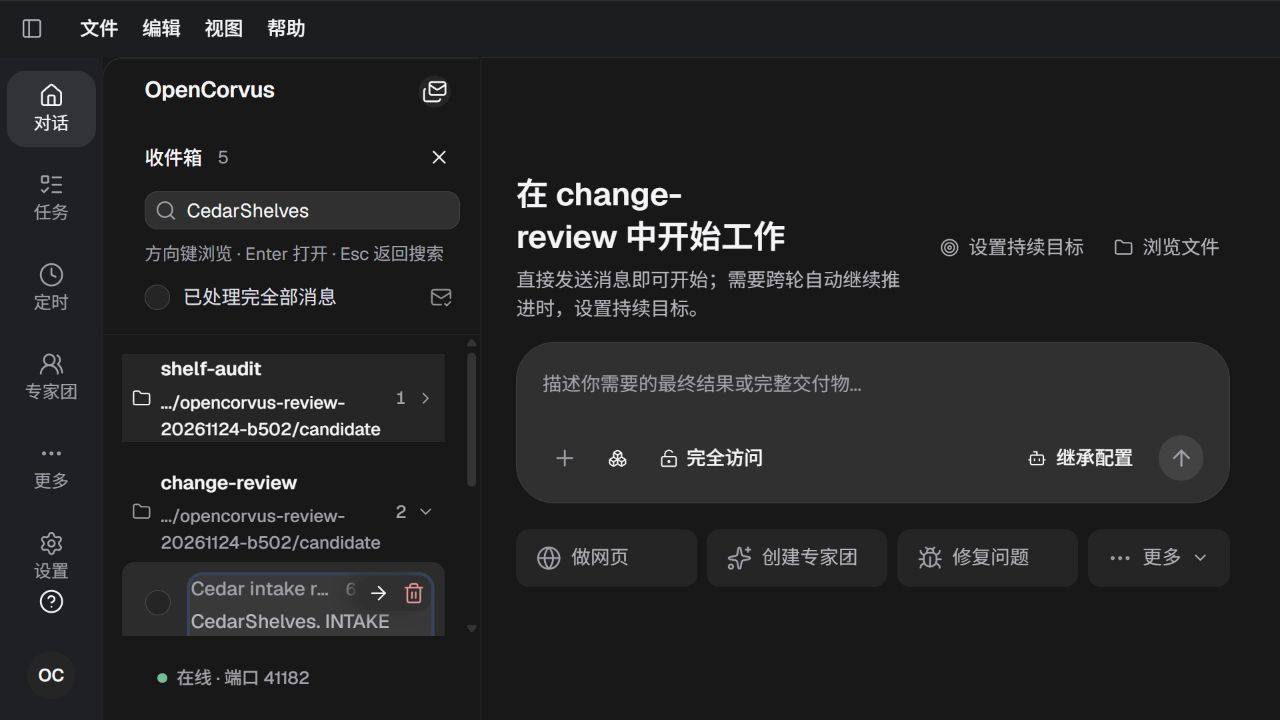 文件 编辑 视图 帮助
对话
任务
定时
专家团
更多
设置
OC
OpenCorvus
收件箱 5
CedarShelves
方向键浏览 · Enter 打开 · Esc 返回搜索
已处理完全部消息
shelf-audit
.../opencorvus-review-
20261124-b502/candidate
1
change-review
.../opencorvus-review-
20261124-b502/candidate
2
Cedar intake r... 6
CedarShelves. INTAKE
在线 · 端口 41182
在 change-
review 中开始工作
直接发送消息即可开始；需要跨轮自动继续推
进时，设置持续目标。
设置持续目标 浏览文件
描述你需要的最终结果或完整交付物...
完全访问 继承配置
做网页 创建专家团 修复问题 更多